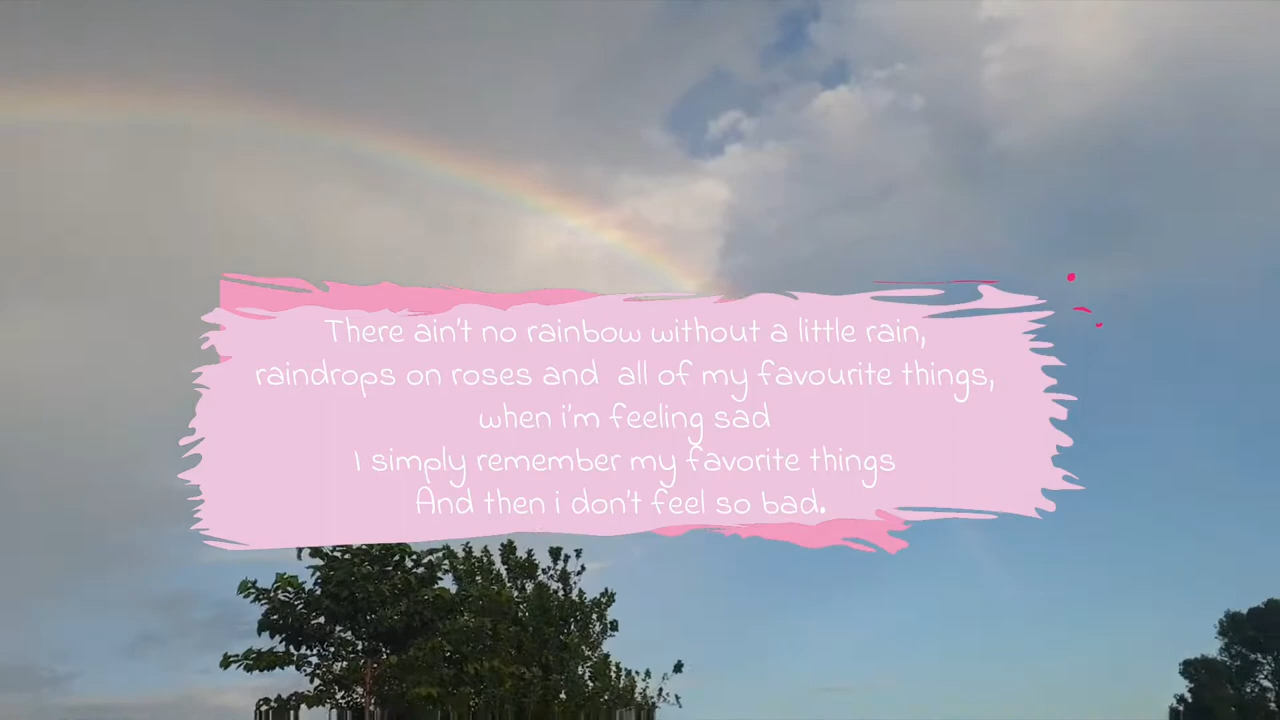 There ain't no rainbow without a little rain,
raindrops on roses and all of my favourite things,
when i'm feeling sad
I simply remember my favorite things
And then i don't feel so bad.